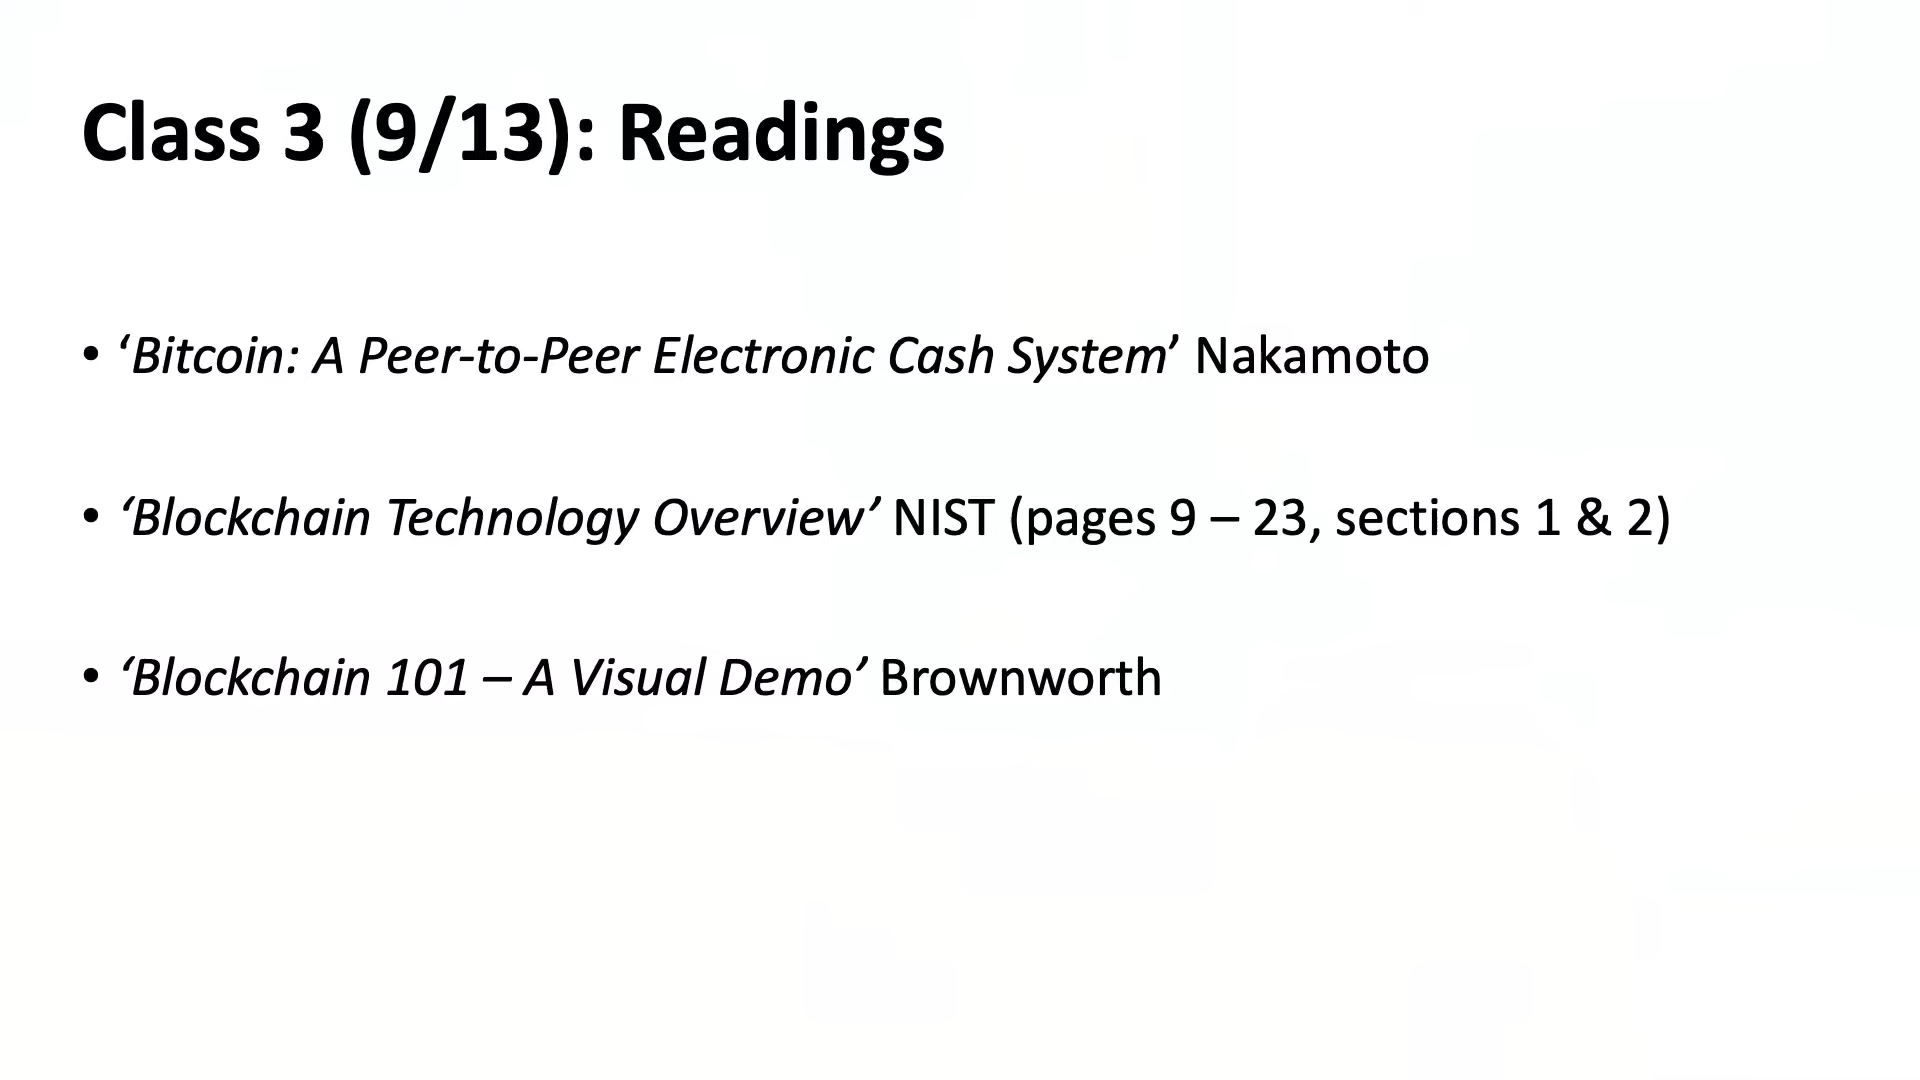 Class 3 (9/13): Readings
• ‘Bitcoin: A Peer-to-Peer Electronic Cash System’ Nakamoto
• ‘Blockchain Technology Overview’ NIST (pages 9 – 23, sections 1 & 2)
• ‘Blockchain 101 – A Visual Demo’ Brownworth